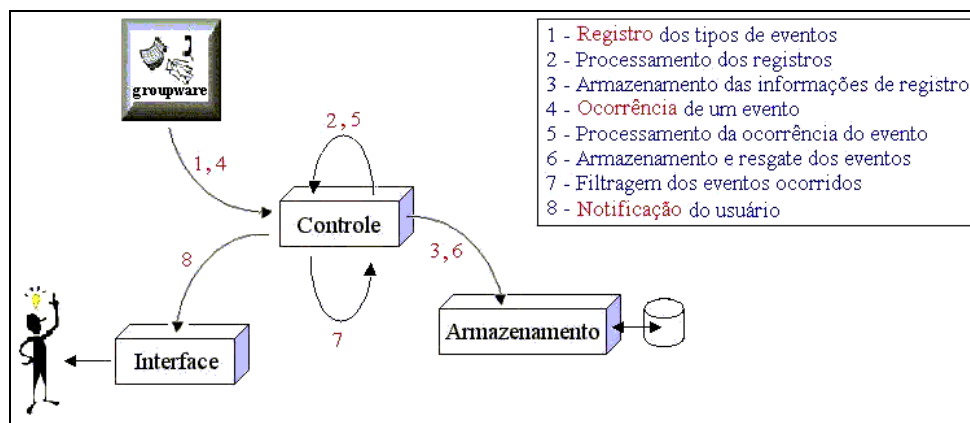 groupware
1,4
2,5
Controle
8
3,6
7
Interface
Armazenamento
1 - Registro dos tipos de eventos
2 - Processamento dos registros
3 - Armazenamento das informações de registro
4 - Ocorrência de um evento
5 - Processamento da ocorrência do evento
6 - Armazenamento e resgate dos eventos
7 - Filtragem dos eventos ocorridos
8 - Notificação do usuário